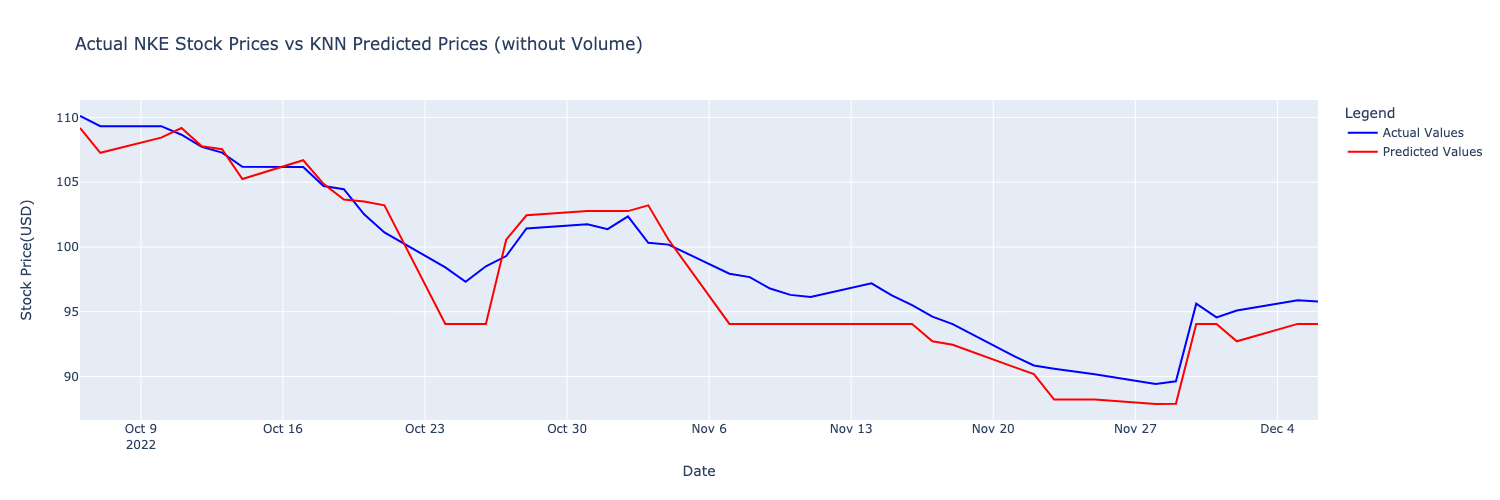 Actual NKE Stock Prices vs KNN Predicted Prices (without Volume)
Legend
Actual Values
Predicted Values
Stock Price(USD)
110
105
100
95
90
Oct 9
2022
Oct 16
Oct 23
Oct 30
Nov 6
Nov 13
Nov 20
Nov 27
Dec 4
Date